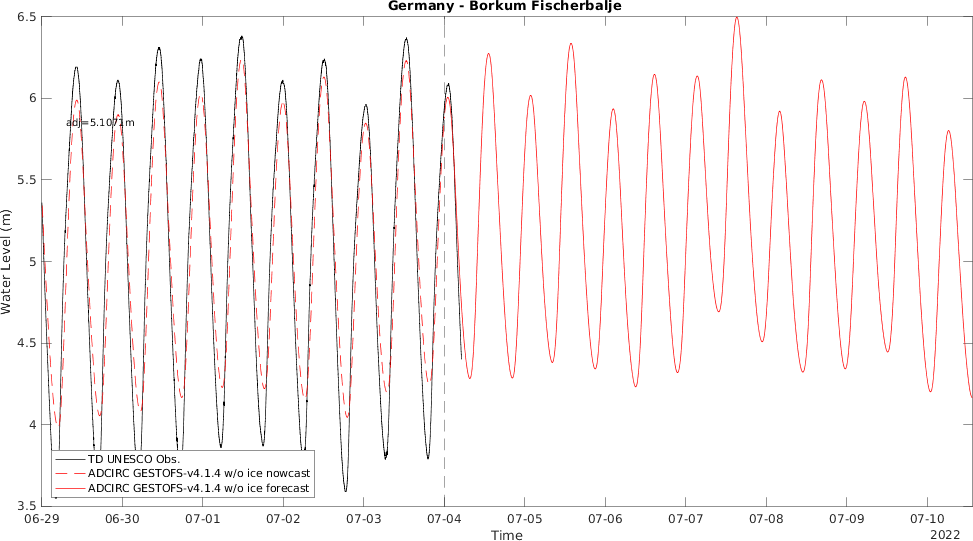 Germany - Borkum Fischerbalje
6.5
6
5.5
5
4.5
4
3.5
Water Level (m)
adj=5.1071m
TD UNESCO Obs.
ADCIRC GESTOFS-v4.1.4 w/o ice nowcast
ADCIRC GESTOFS-v4.1.4 w/o ice forecast
06-29 06-30 07-01 07-02 07-03 07-04 07-05 07-06 07-07 07-08 07-09 07-10
Time
2022